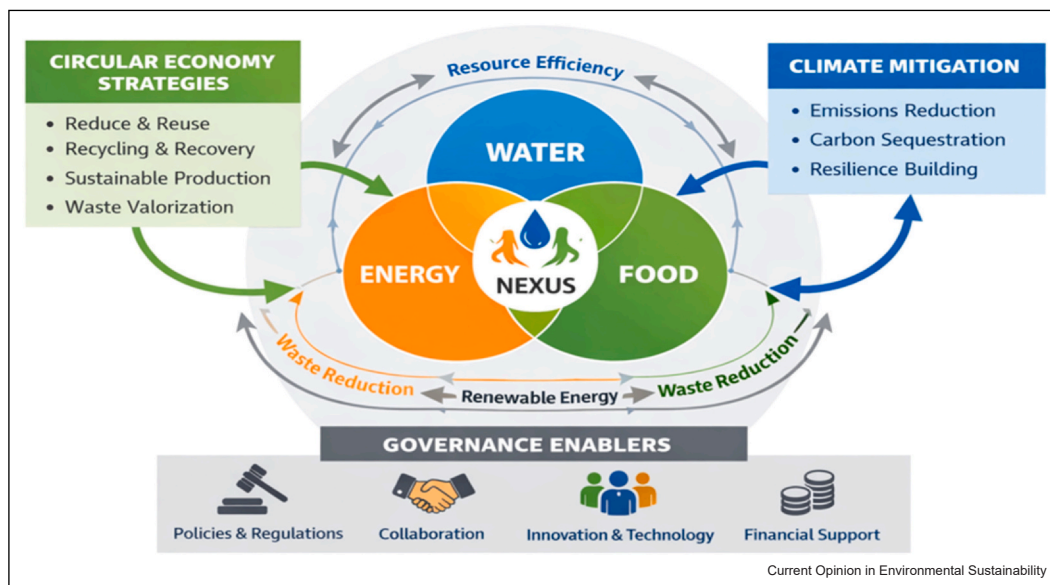 CIRCULAR ECONOMY
STRATEGIES
• Reduce & Reuse
• Recycling & Recovery
• Sustainable Production
• Waste Valorization
Resource Efficiency
CLIMATE MITIGATION
• Emissions Reduction
• Carbon Sequestration
• Resilience Building
WATER
ENERGY
NEXUS
FOOD
Waste Reduction
Renewable Energy
Waste Reduction
GOVERNANCE ENABLERS
Policies & Regulations
Collaboration
Innovation & Technology
Financial Support
Current Opinion in Environmental Sustainability